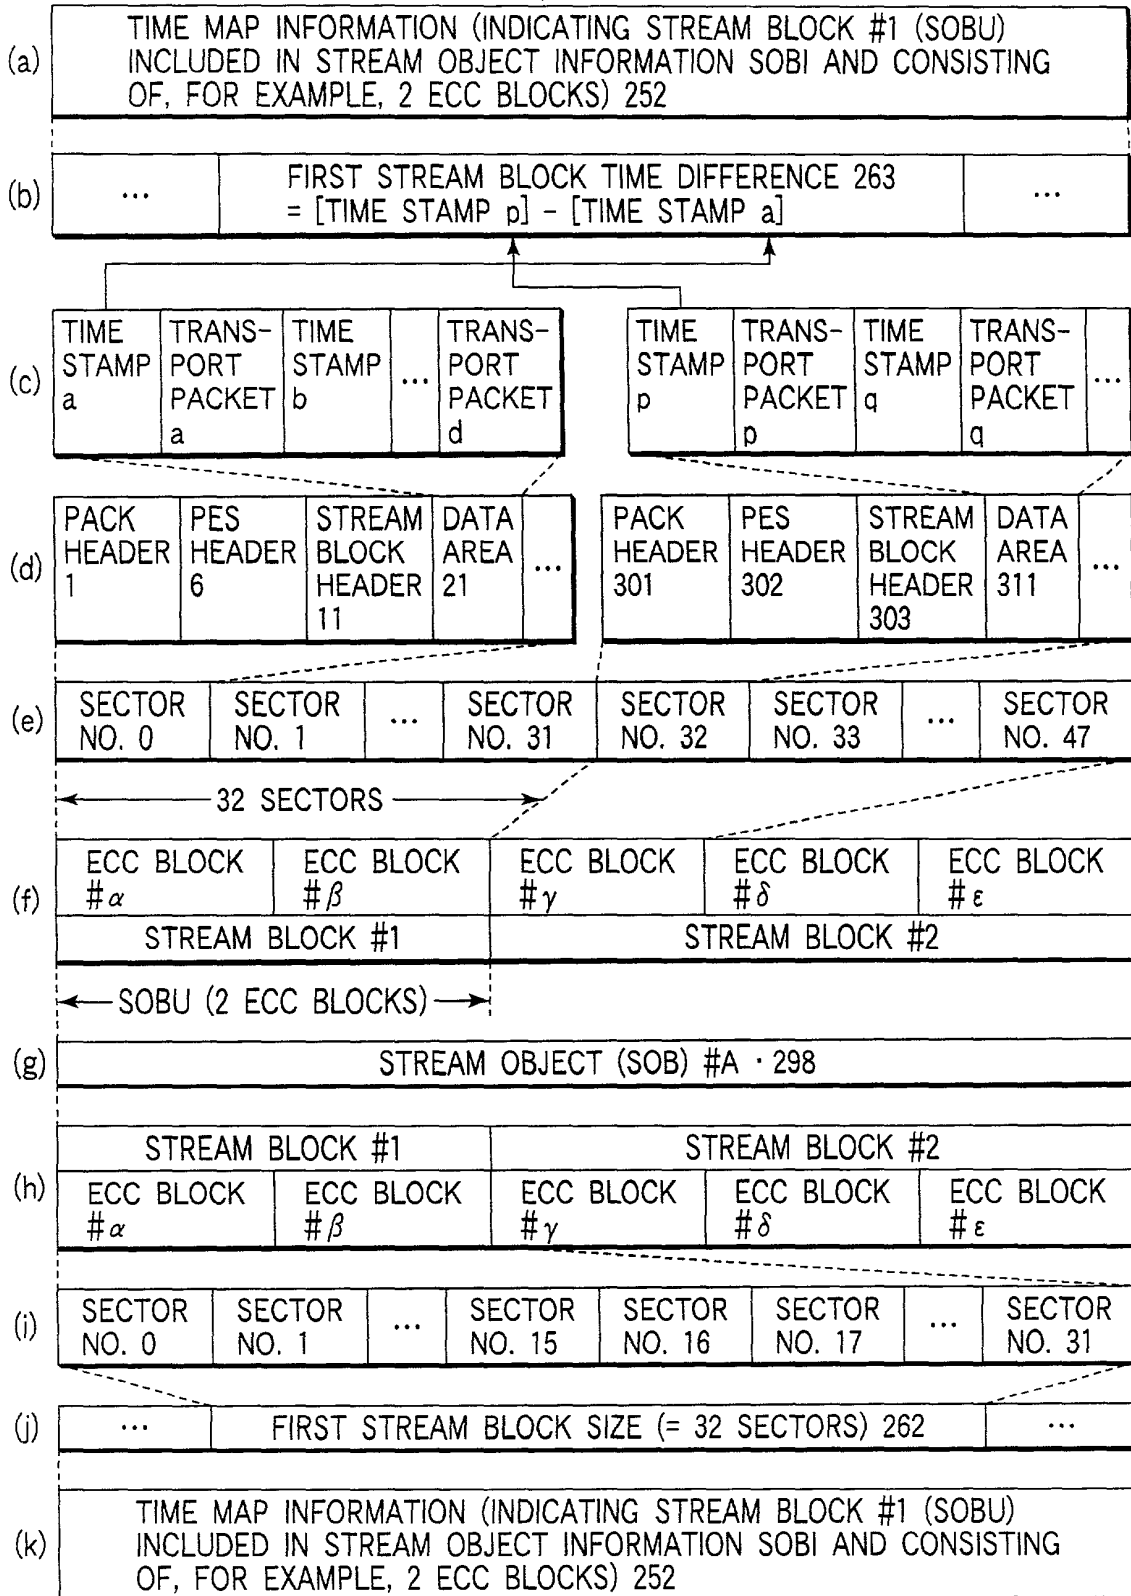 (a)
TIME MAP INFORMATION (INDICATING STREAM BLOCK #1 (SOBU)
INCLUDED IN STREAM OBJECT INFORMATION SOBI AND CONSISTING
OF, FOR EXAMPLE, 2 ECC BLOCKS) 252
(b)
...
FIRST STREAM BLOCK TIME DIFFERENCE 263
= [TIME STAMP p] - [TIME STAMP a]
...
(c)
TIME
STAMP
a
TRANS-
PORT
PACKET
a
TIME
STAMP
b
...
TRANS-
PORT
PACKET
d
TIME
STAMP
p
TRANS-
PORT
PACKET
p
TIME
STAMP
q
TRANS-
PORT
PACKET
q
...
(d)
PACK
HEADER
1
PES
HEADER
6
STREAM
BLOCK
HEADER
11
DATA
AREA
21
...
PACK
HEADER
301
PES
HEADER
302
STREAM
BLOCK
HEADER
303
DATA
AREA
311
...
(e)
SECTOR
NO. 0
SECTOR
NO. 1
...
SECTOR
NO. 31
SECTOR
NO. 32
SECTOR
NO. 33
...
SECTOR
NO. 47
32 SECTORS
(f)
ECC BLOCK
#α
ECC BLOCK
#β
ECC BLOCK
#γ
ECC BLOCK
#δ
ECC BLOCK
#ε
STREAM BLOCK #1
STREAM BLOCK #2
SOBU (2 ECC BLOCKS)
(g)
STREAM OBJECT (SOB) #A · 298
(h)
STREAM BLOCK #1
STREAM BLOCK #2
ECC BLOCK
#α
ECC BLOCK
#β
ECC BLOCK
#γ
ECC BLOCK
#δ
ECC BLOCK
#ε
(i)
SECTOR
NO. 0
SECTOR
NO. 1
...
SECTOR
NO. 15
SECTOR
NO. 16
SECTOR
NO. 17
...
SECTOR
NO. 31
(j)
...
FIRST STREAM BLOCK SIZE (= 32 SECTORS) 262
...
(k)
TIME MAP INFORMATION (INDICATING STREAM BLOCK #1 (SOBU)
INCLUDED IN STREAM OBJECT INFORMATION SOBI AND CONSISTING
OF, FOR EXAMPLE, 2 ECC BLOCKS) 252